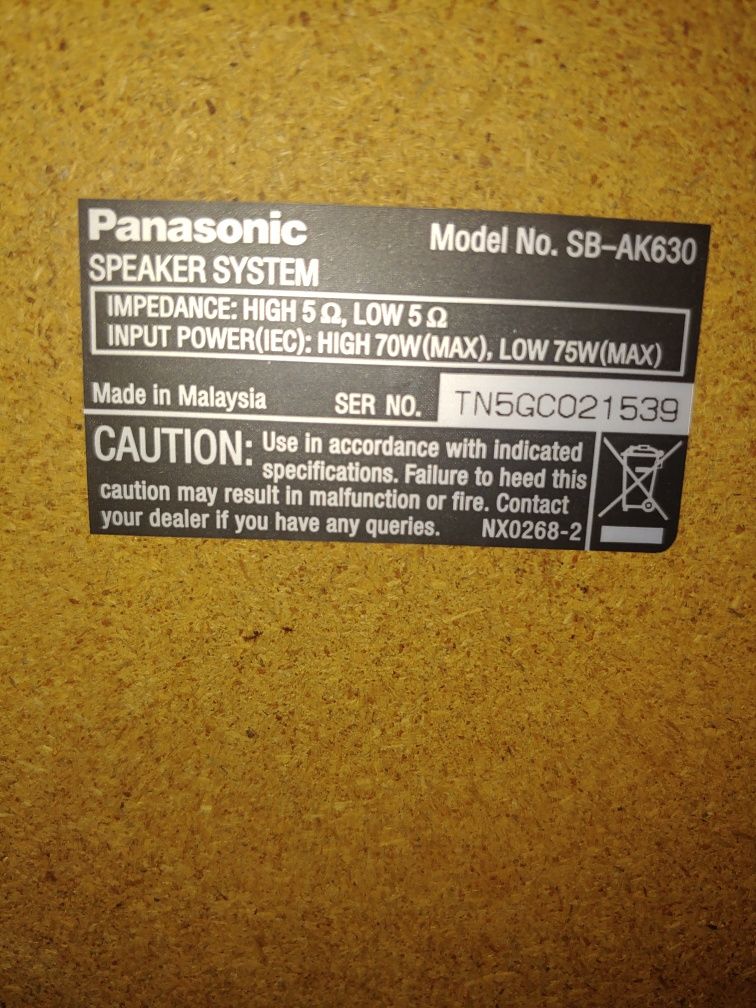 Panasonic
Model No. SB-AK630
SPEAKER SYSTEM
IMPEDANCE: HIGH 5 Ω, LOW 5 Ω
INPUT POWER(IEC): HIGH 70W(MAX), LOW 75W(MAX)
Made in Malaysia
SER NO. TN5GC021539
CAUTION: Use in accordance with indicated
specifications. Failure to heed this
caution may result in malfunction or fire. Contact
your dealer if you have any queries.
NX0268-2